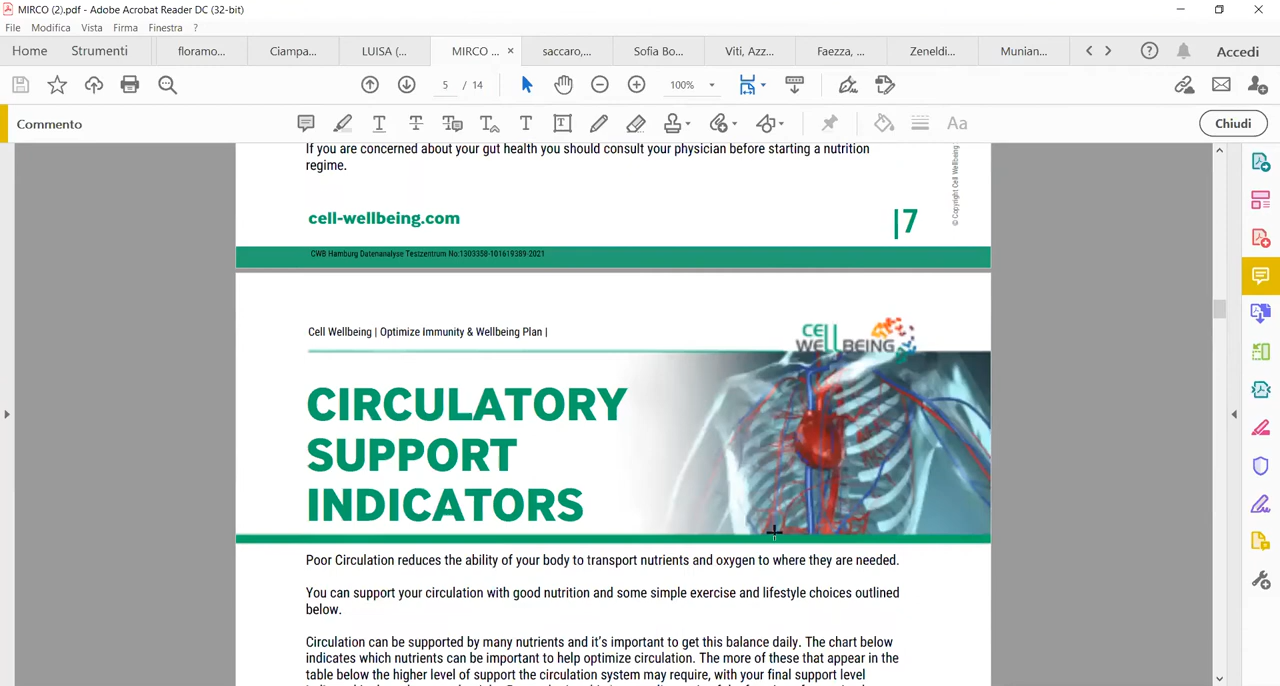 MIRCO (2).pdf - Adobe Acrobat Reader DC (32-bit)
File Modifica Vista Firma Finestra ?
Home Strumenti floramo... Ciampa... LUISA (... MIRCO ... × saccaro,... Sofia Bo... Viti, Azz... Faezza, ... Zeneldi... Munian... Accedi
5 / 14 100%
Commento Aa Chiudi
If you are concerned about your gut health you should consult your physician before starting a nutrition
regime.
© Copyright Cell Wellbeing
cell-wellbeing.com |7
CWB Hamburg Datenanalyse Testzentrum No:1303358-101619389-2021
Cell Wellbeing | Optimize Immunity & Wellbeing Plan |
CELL
WELLBEING
CIRCULATORY
SUPPORT
INDICATORS
Poor Circulation reduces the ability of your body to transport nutrients and oxygen to where they are needed.
You can support your circulation with good nutrition and some simple exercise and lifestyle choices outlined
below.
Circulation can be supported by many nutrients and it's important to get this balance daily. The chart below
indicates which nutrients can be important to help optimize circulation. The more of these that appear in the
table below the higher level of support the circulation system may require, with your final support level